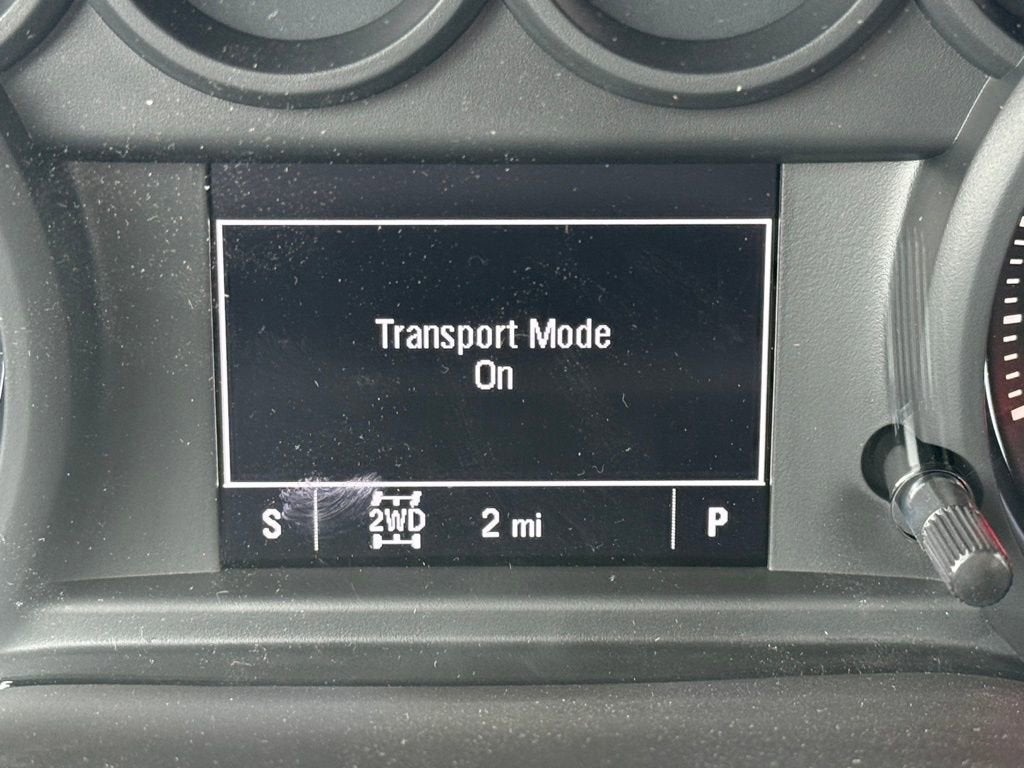 Transport Mode
On
S 2WD 2 mi P